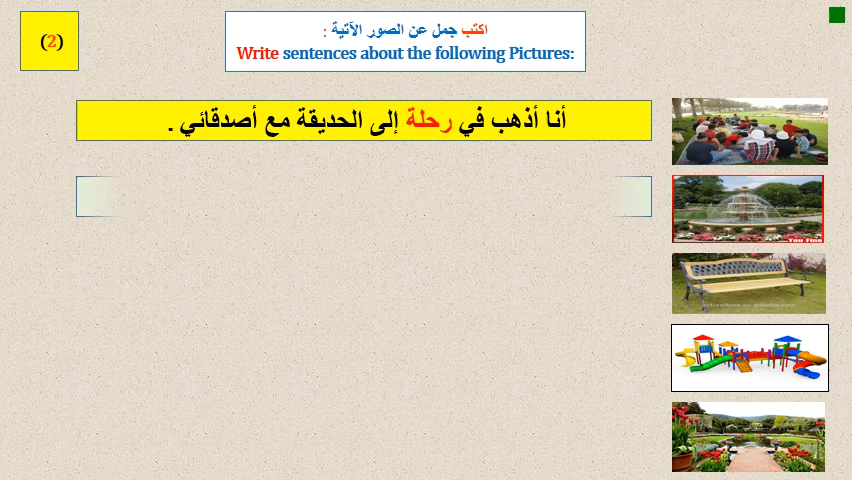 (2)
اكتب جمل عن الصور الآتية :
Write sentences about the following Pictures:
أنا أذهب في رحلة إلى الحديقة مع أصدقائي .
You Fine